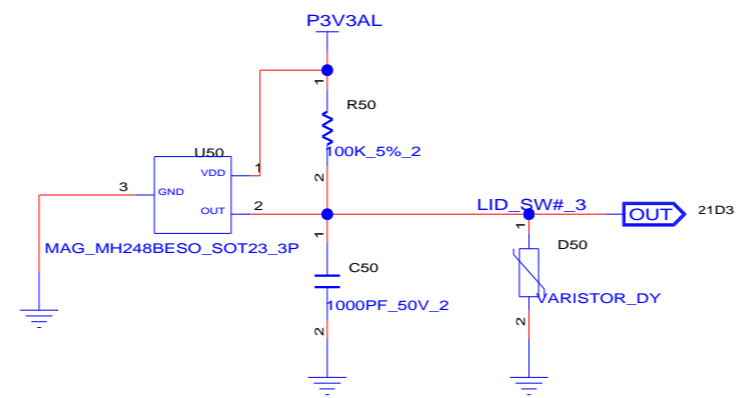 P3V3AL
1
R50
100K_5%_2
2
U50
VDD
1
3
GND
OUT
2
MAG_MH248BESO_SOT23_3P
LID_SW#_3
OUT
21D3
1
C50
1000PF_50V_2
2
1
D50
VARISTOR_DY
2